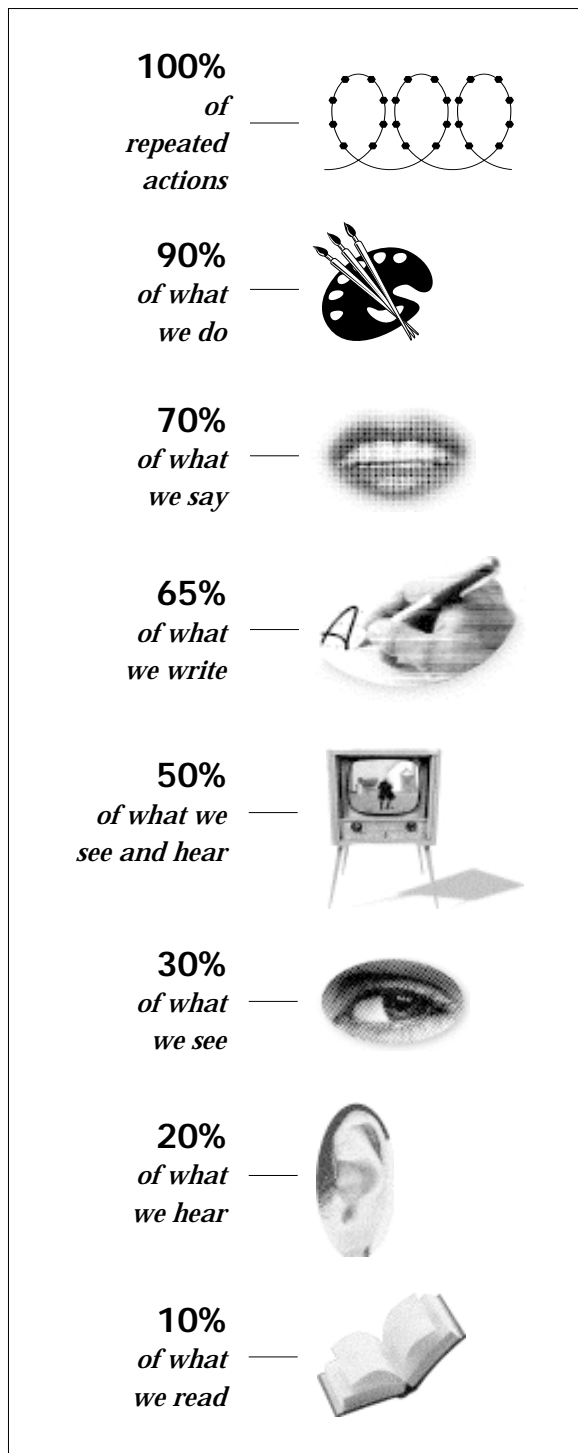 100%
of
repeated
actions
90%
of what
we do
70%
of what
we say
65%
of what
we write
A
50%
of what we
see and hear
30%
of what
we see
20%
of what
we hear
10%
of what
we read